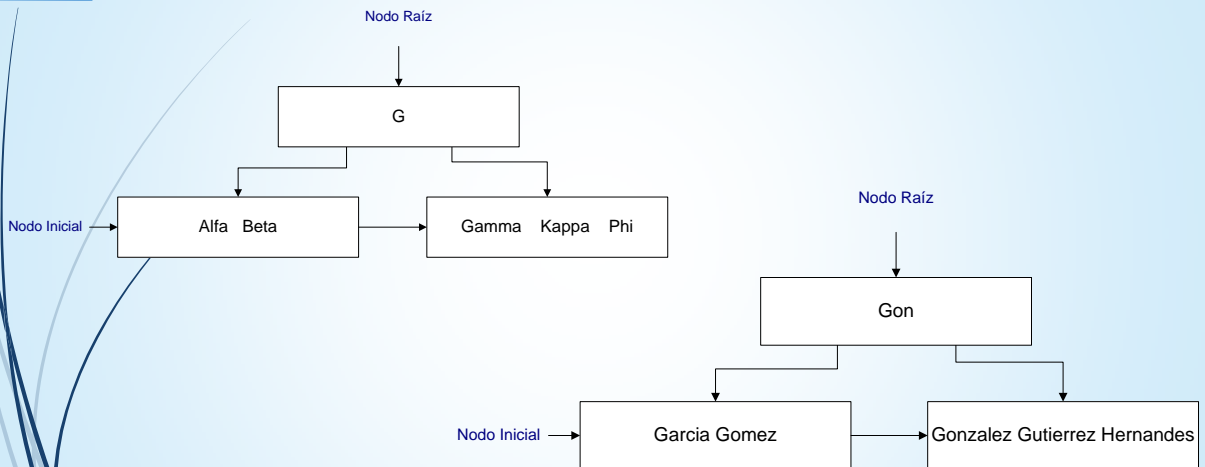 Nodo Raíz
G
Nodo Inicial
Alfa Beta
Gamma Kappa Phi
Nodo Raíz
Gon
Nodo Inicial
Garcia Gomez
Gonzalez Gutierrez Hernandes